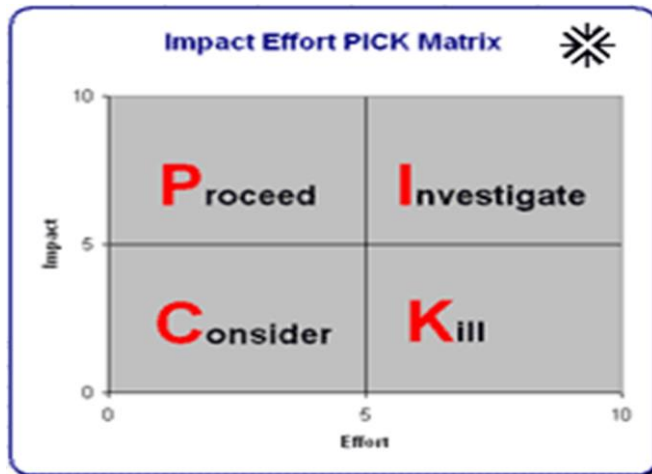 Impact Effort PICK Matrix
10
Proceed Investigate
Impact
5
Consider Kill
0
0 5 10
Effort